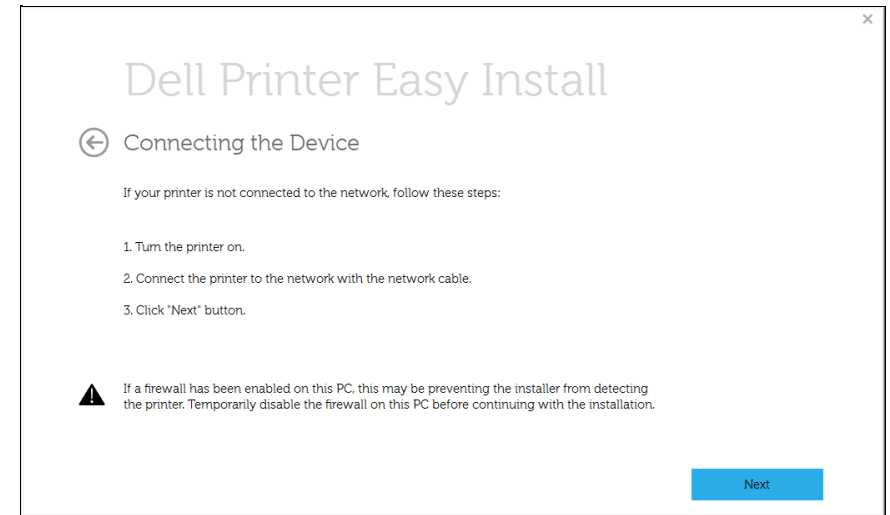 Dell Printer Easy Install
Connecting the Device
If your printer is not connected to the network, follow these steps:
1. Turn the printer on.
2. Connect the printer to the network with the network cable.
3. Click "Next" button.
If a firewall has been enabled on this PC, this may be preventing the installer from detecting
the printer. Temporarily disable the firewall on this PC before continuing with the installation.
Next